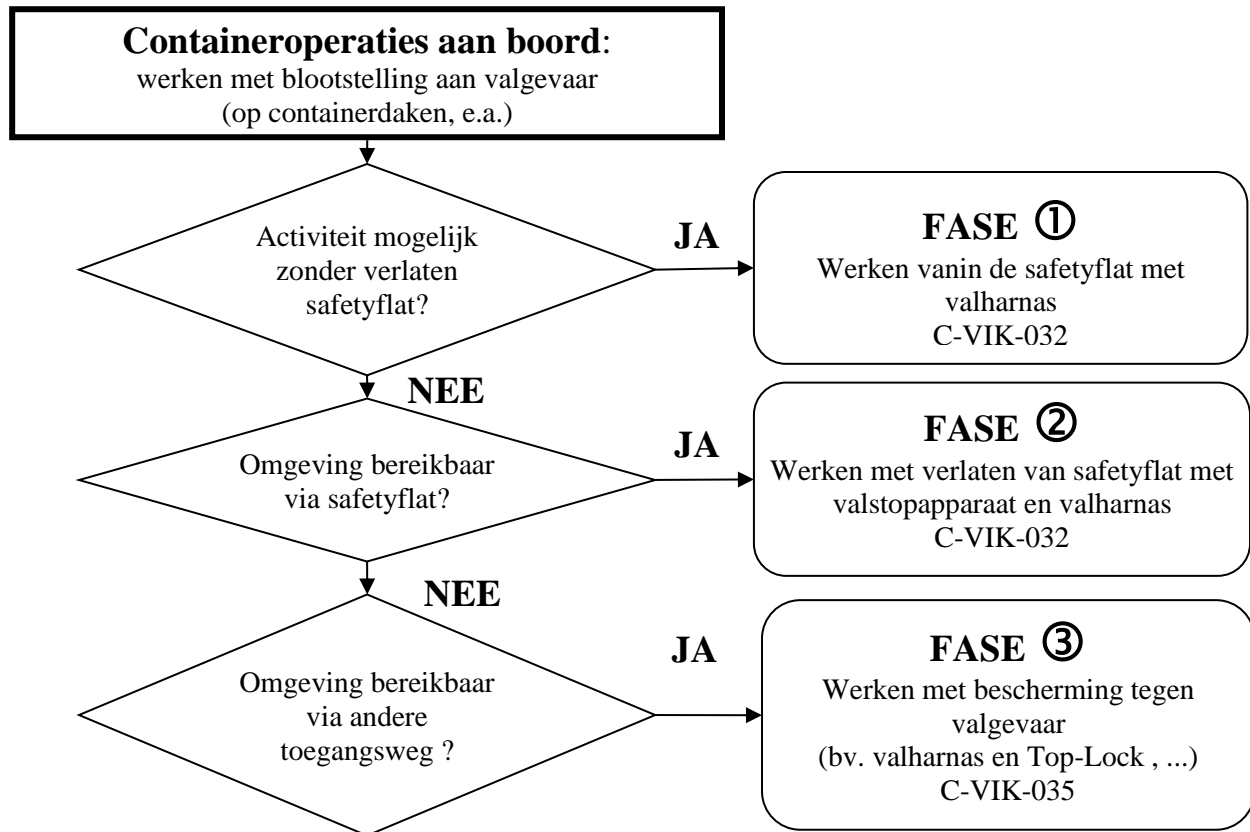 Containeroperaties aan boord:
werken met blootstelling aan valgevaar
(op containerdaken, e.a.)
Activiteit mogelijk
zonder verlaten
safetyflat?
JA
FASE ①
Werken vanin de safetyflat met
valharnas
C-VIK-032
NEE
Omgeving bereikbaar
via safetyflat?
JA
FASE ②
Werken met verlaten van safetyflat met
valstopapparaat en valharnas
C-VIK-032
NEE
Omgeving bereikbaar
via andere
toegangsweg ?
JA
FASE ③
Werken met bescherming tegen
valgevaar
(bv. valharnas en Top-Lock , ...)
C-VIK-035